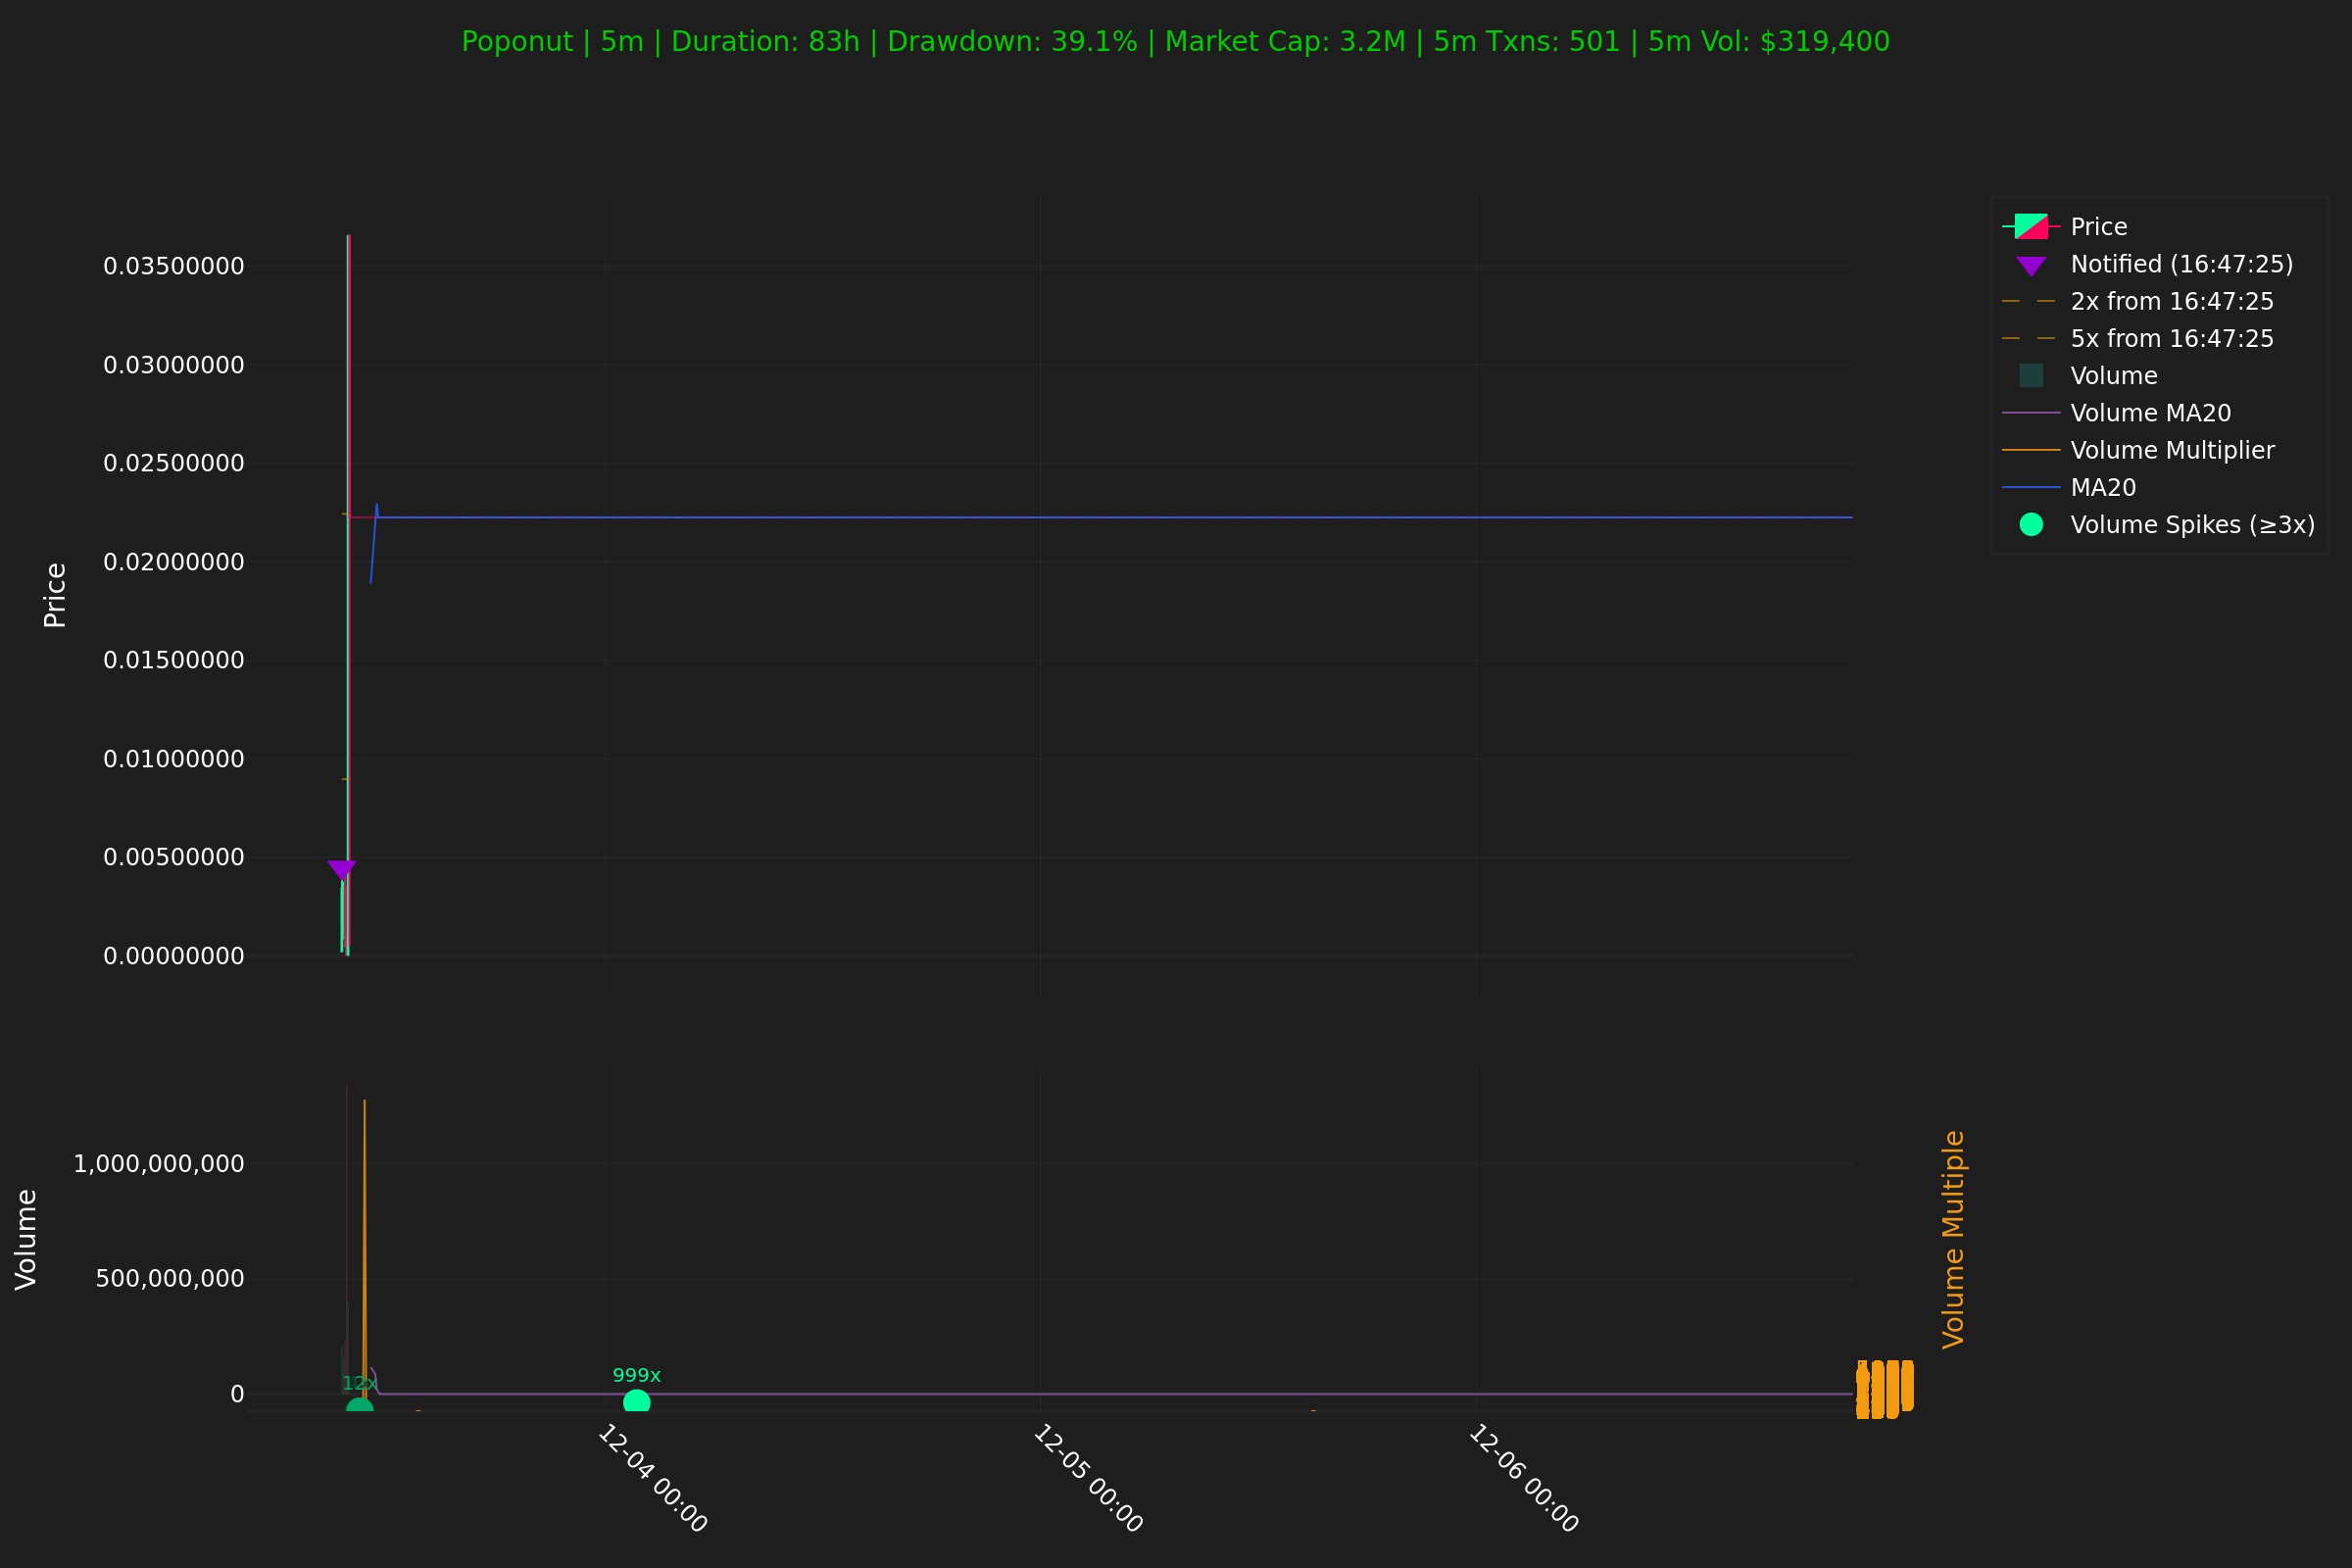 Poponut | 5m | Duration: 83h | Drawdown: 39.1% | Market Cap: 3.2M | 5m Txns: 501 | 5m Vol: $319,400
Price
0.03500000
0.03000000
0.02500000
0.02000000
0.01500000
0.01000000
0.00500000
0.00000000
Price
Notified (16:47:25)
2x from 16:47:25
5x from 16:47:25
Volume
Volume MA20
Volume Multiplier
MA20
Volume Spikes (≥3x)
Volume
1,000,000,000
500,000,000
0
12x
999x
Volume Multiple
12-04 00:00
12-05 00:00
12-06 00:00